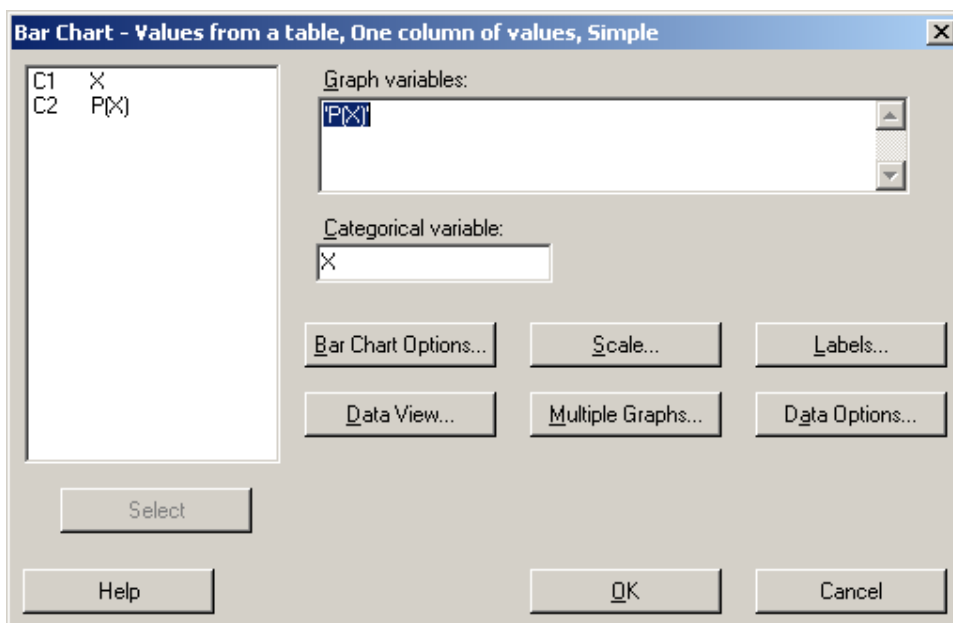 Bar Chart - Values from a table, One column of values, Simple
C1 X
C2 P(X)
Graph variables:
'P(X)'
Categorical variable:
X
Bar Chart Options...
Scale...
Labels...
Data View...
Multiple Graphs...
Data Options...
Select
Help
OK
Cancel